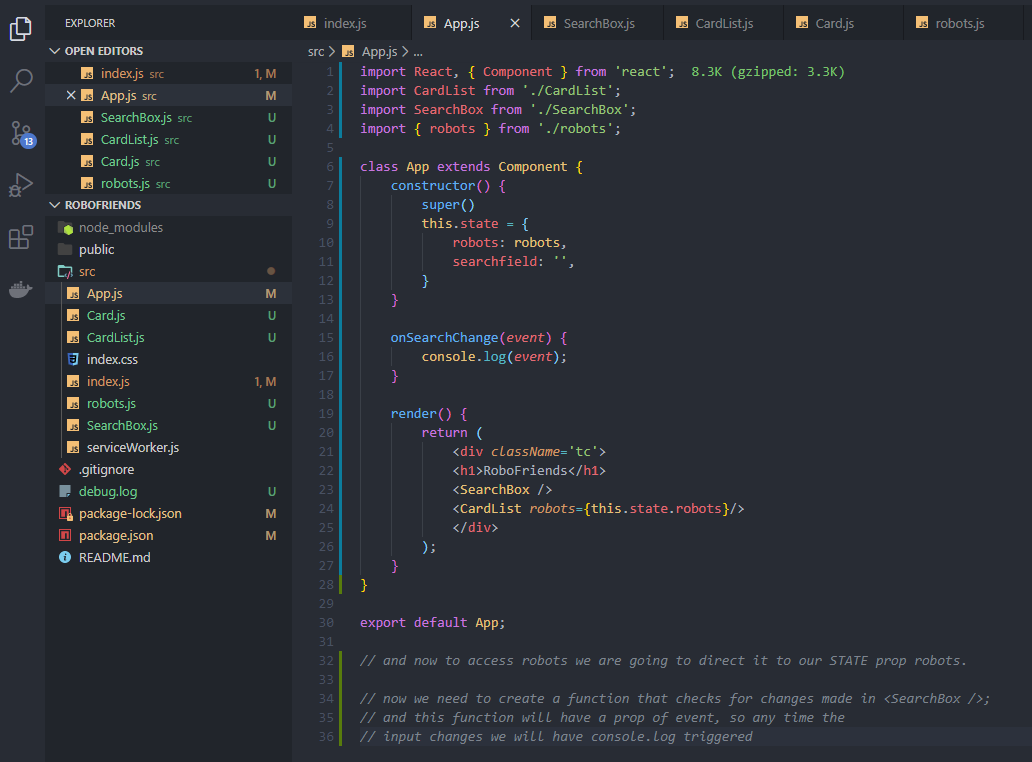 EXPLORER
OPEN EDITORS
index.js src 1, M
App.js src M
SearchBox.js src U
CardList.js src U
Card.js src U
robots.js src U
13
ROBOFRIENDS
node_modules
public
src
App.js M
Card.js U
CardList.js U
index.css
index.js 1, M
robots.js U
SearchBox.js U
serviceWorker.js
.gitignore
debug.log U
package-lock.json M
package.json M
README.md
index.js App.js SearchBox.js CardList.js Card.js robots.js
src > App.js > ...
1 import React, { Component } from 'react'; 8.3K (gzipped: 3.3K)
2 import CardList from './CardList';
3 import SearchBox from './SearchBox';
4 import { robots } from './robots';
5
6 class App extends Component {
7 constructor() {
8 super()
9 this.state = {
10 robots: robots,
11 searchfield: '',
12 }
13 }
14
15 onSearchChange(event) {
16 console.log(event);
17 }
18
19 render() {
20 return (
21 <div className='tc'>
22 <h1>RoboFriends</h1>
23 <SearchBox />
24 <CardList robots={this.state.robots}/>
25 </div>
26 );
27 }
28 }
29
30 export default App;
31
32 // and now to access robots we are going to direct it to our STATE prop robots.
33
34 // now we need to create a function that checks for changes made in <SearchBox />;
35 // and this function will have a prop of event, so any time the
36 // input changes we will have console.log triggered